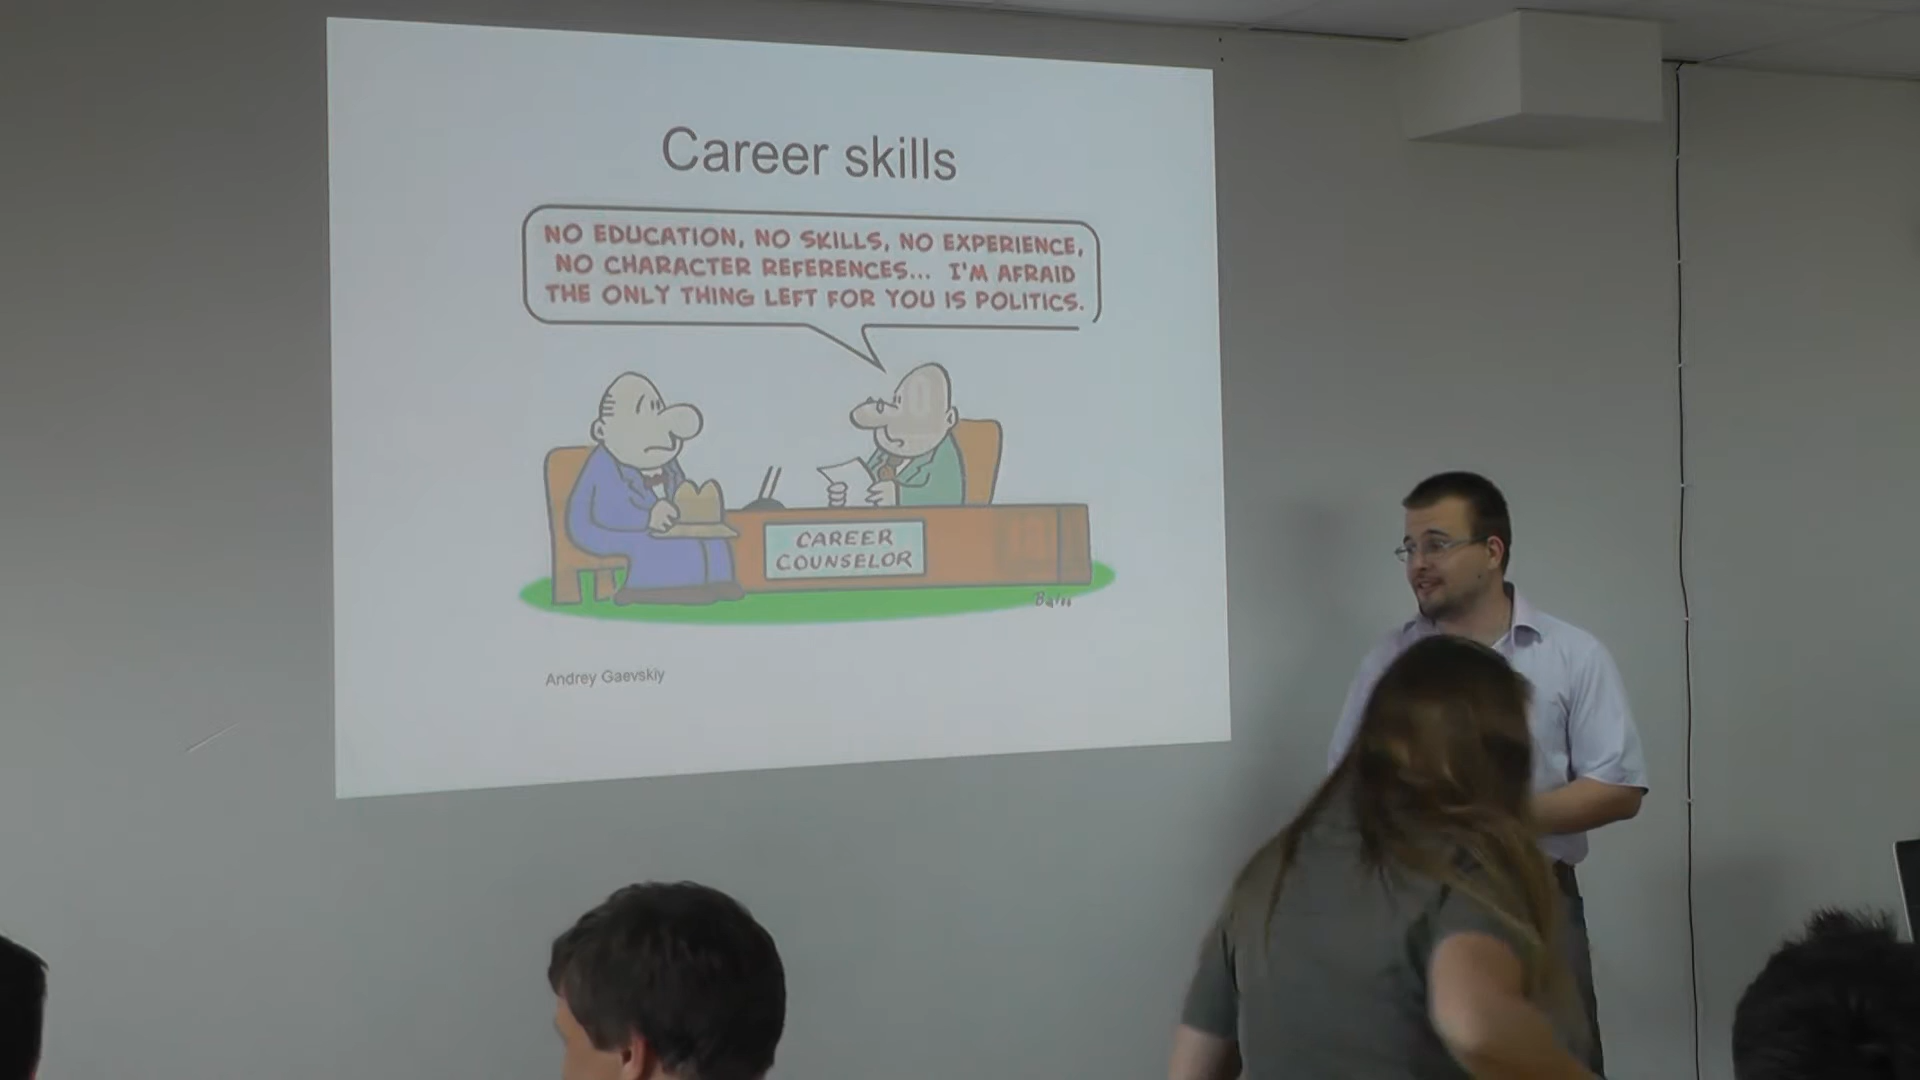 Career skills
NO EDUCATION, NO SKILLS, NO EXPERIENCE,
NO CHARACTER REFERENCES... I'M AFRAID
THE ONLY THING LEFT FOR YOU IS POLITICS.
CAREER
COUNSELOR
Andrey Gaevskiy